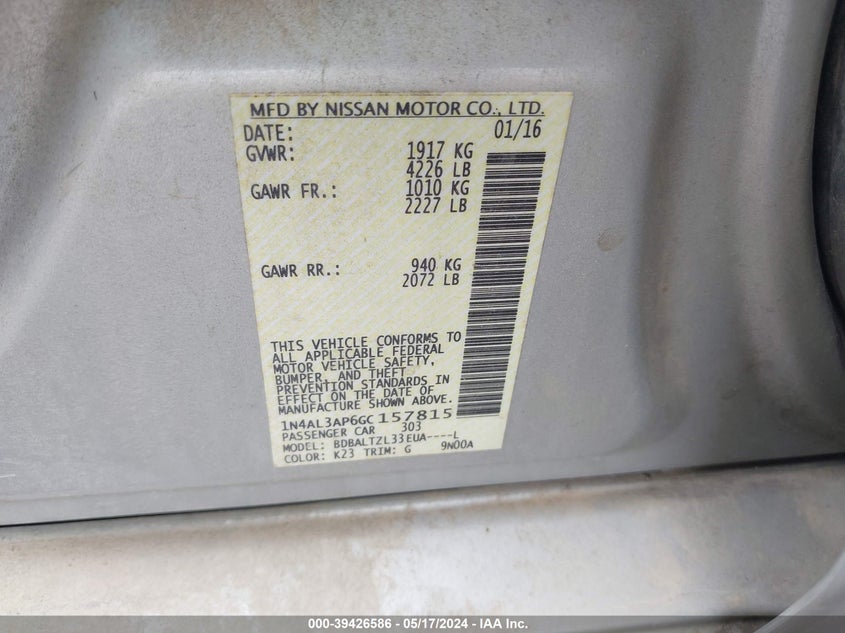 MFD BY NISSAN MOTOR CO., LTD.
DATE: 01/16
GVWR: 1917 KG
4226 LB
GAWR FR.: 1010 KG
2227 LB
GAWR RR.: 940 KG
2072 LB
THIS VEHICLE CONFORMS TO
ALL APPLICABLE FEDERAL
MOTOR VEHICLE SAFETY,
BUMPER, AND THEFT
PREVENTION STANDARDS IN
EFFECT ON THE DATE OF
MANUFACTURE SHOWN ABOVE.
1N4AL3AP6GC157815
PASSENGER CAR 303
MODEL: BDBALTZL33EUA----L
COLOR: K23 TRIM: G 9N00A
000-39426586 - 05/17/2024 - IAA Inc.